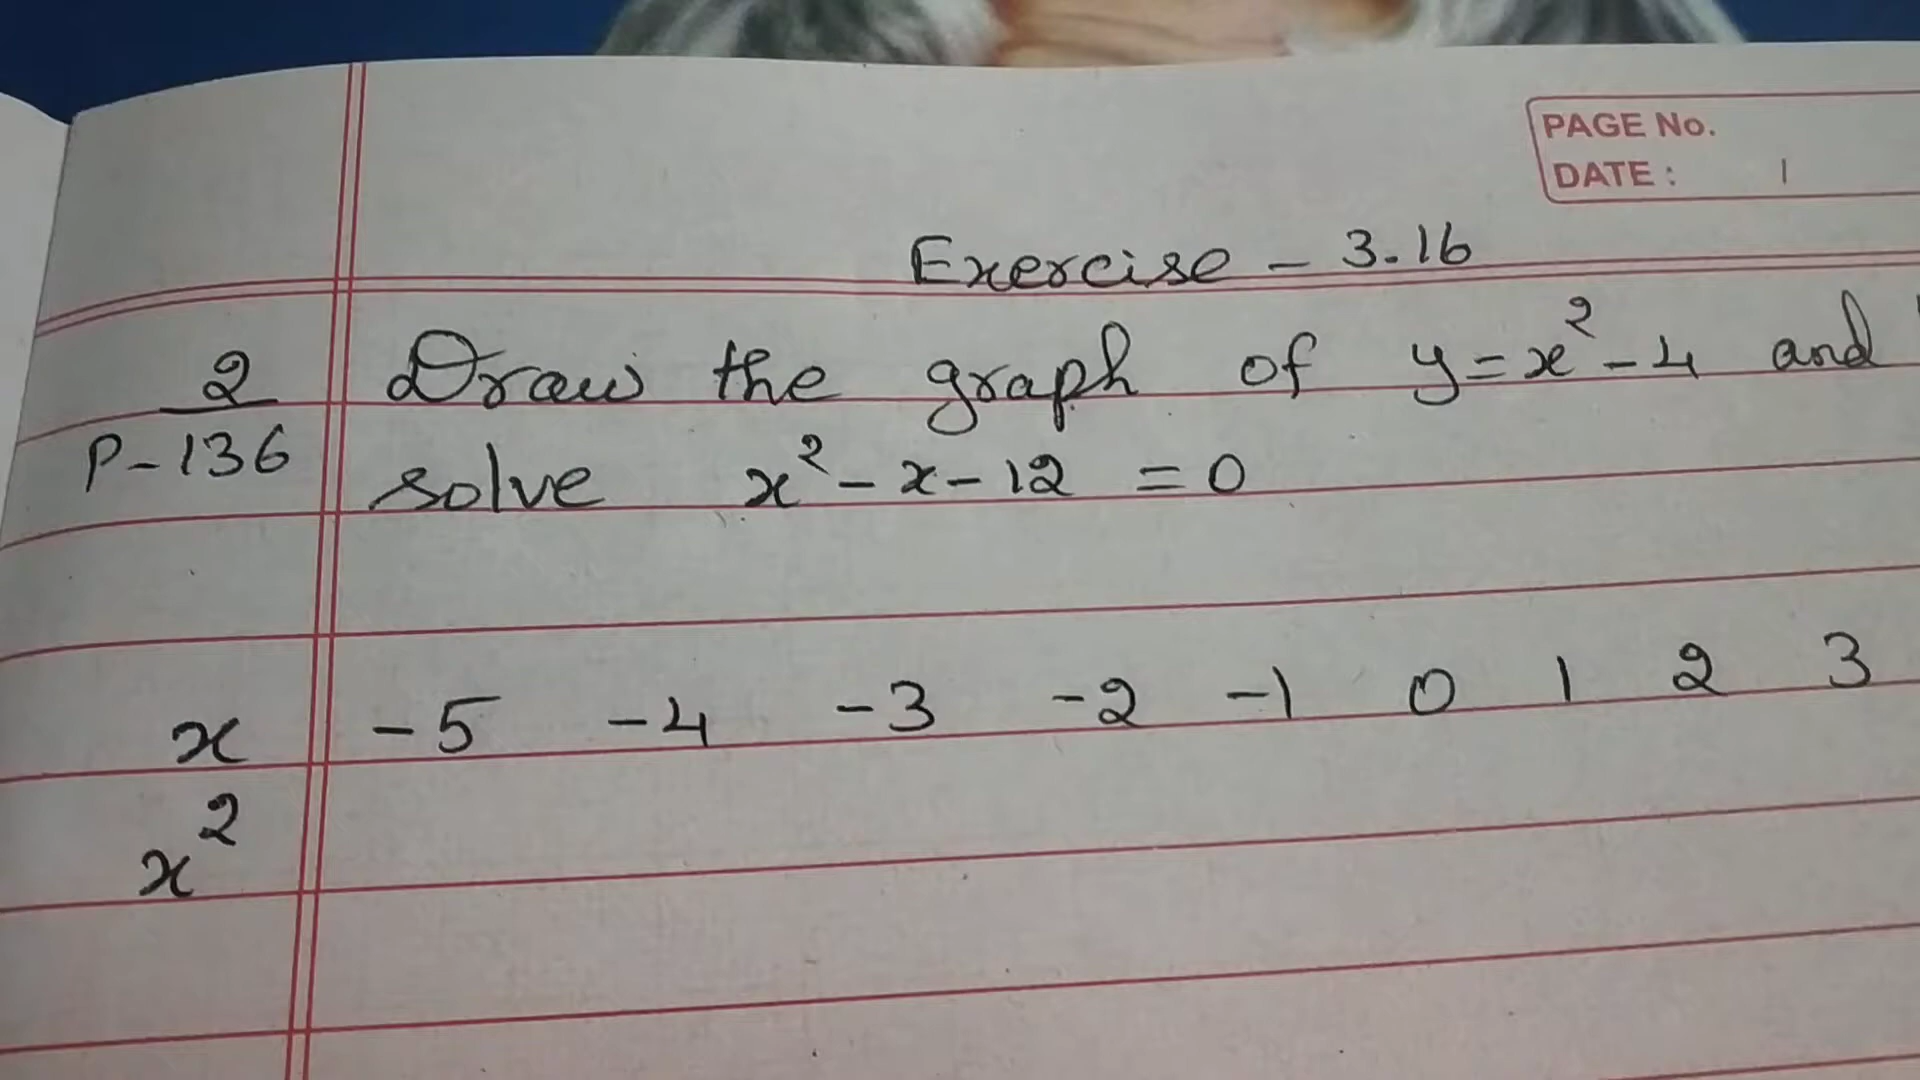 PAGE No.
DATE :
Exercise - 3.16
2 Draw the graph of y = x² - 4 and
P-136 solve x² - x - 12 = 0
x -5 -4 -3 -2 -1 0 1 2 3
x²